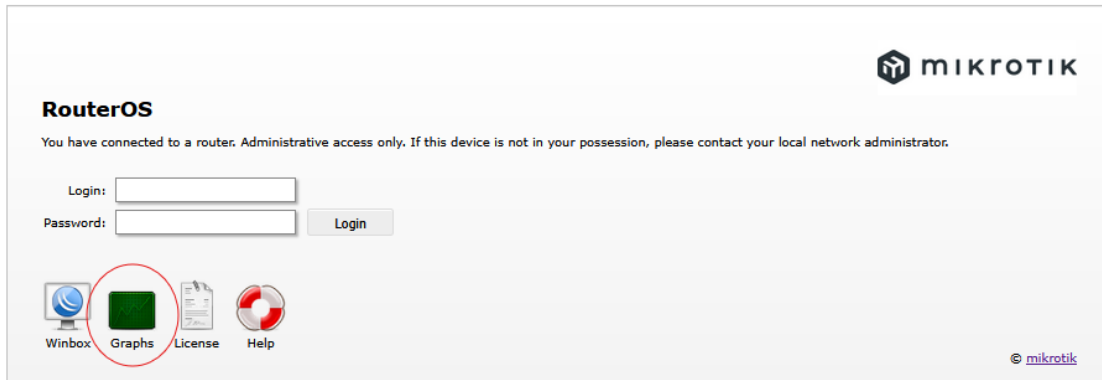 mikrotik
RouterOS
You have connected to a router. Administrative access only. If this device is not in your possession, please contact your local network administrator.
Login:
Password: Login
Winbox Graphs License Help
© mikrotik